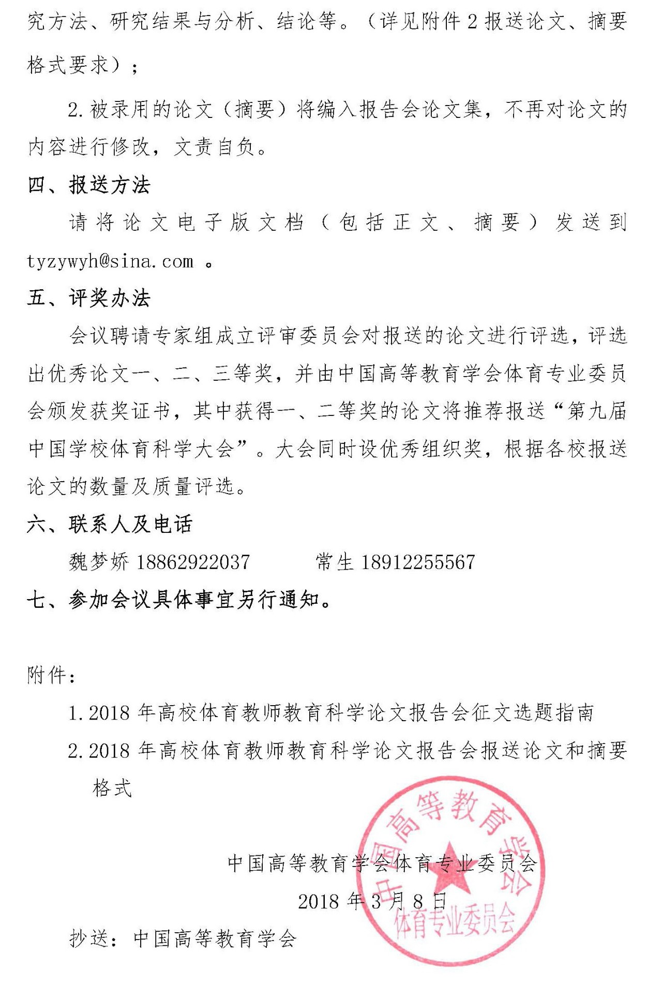 究方法、研究结果与分析、结论等。（详见附件2报送论文、摘要
格式要求）；
2.被录用的论文（摘要）将编入报告会论文集，不再对论文的
内容进行修改，文责自负。
四、报送方法
请将论文电子版文档（包括正文、摘要）发送到
tyzywyh@sina.com 。
五、评奖办法
会议聘请专家组成立评审委员会对报送的论文进行评选，评选
出优秀论文一、二、三等奖，并由中国高等教育学会体育专业委员
会颁发获奖证书，其中获得一、二等奖的论文将推荐报送“第九届
中国学校体育科学大会”。大会同时设优秀组织奖，根据各校报送
论文的数量及质量评选。
六、联系人及电话
魏梦娇 18862922037 常生 18912255567
七、参加会议具体事宜另行通知。
附件：
1.2018 年高校体育教师教育科学论文报告会征文选题指南
2.2018 年高校体育教师教育科学论文报告会报送论文和摘要
格式
中国高等教育学会体育专业委员会
2018 年 3 月 8 日
抄送：中国高等教育学会
中国高等教育学会
体育专业委员会